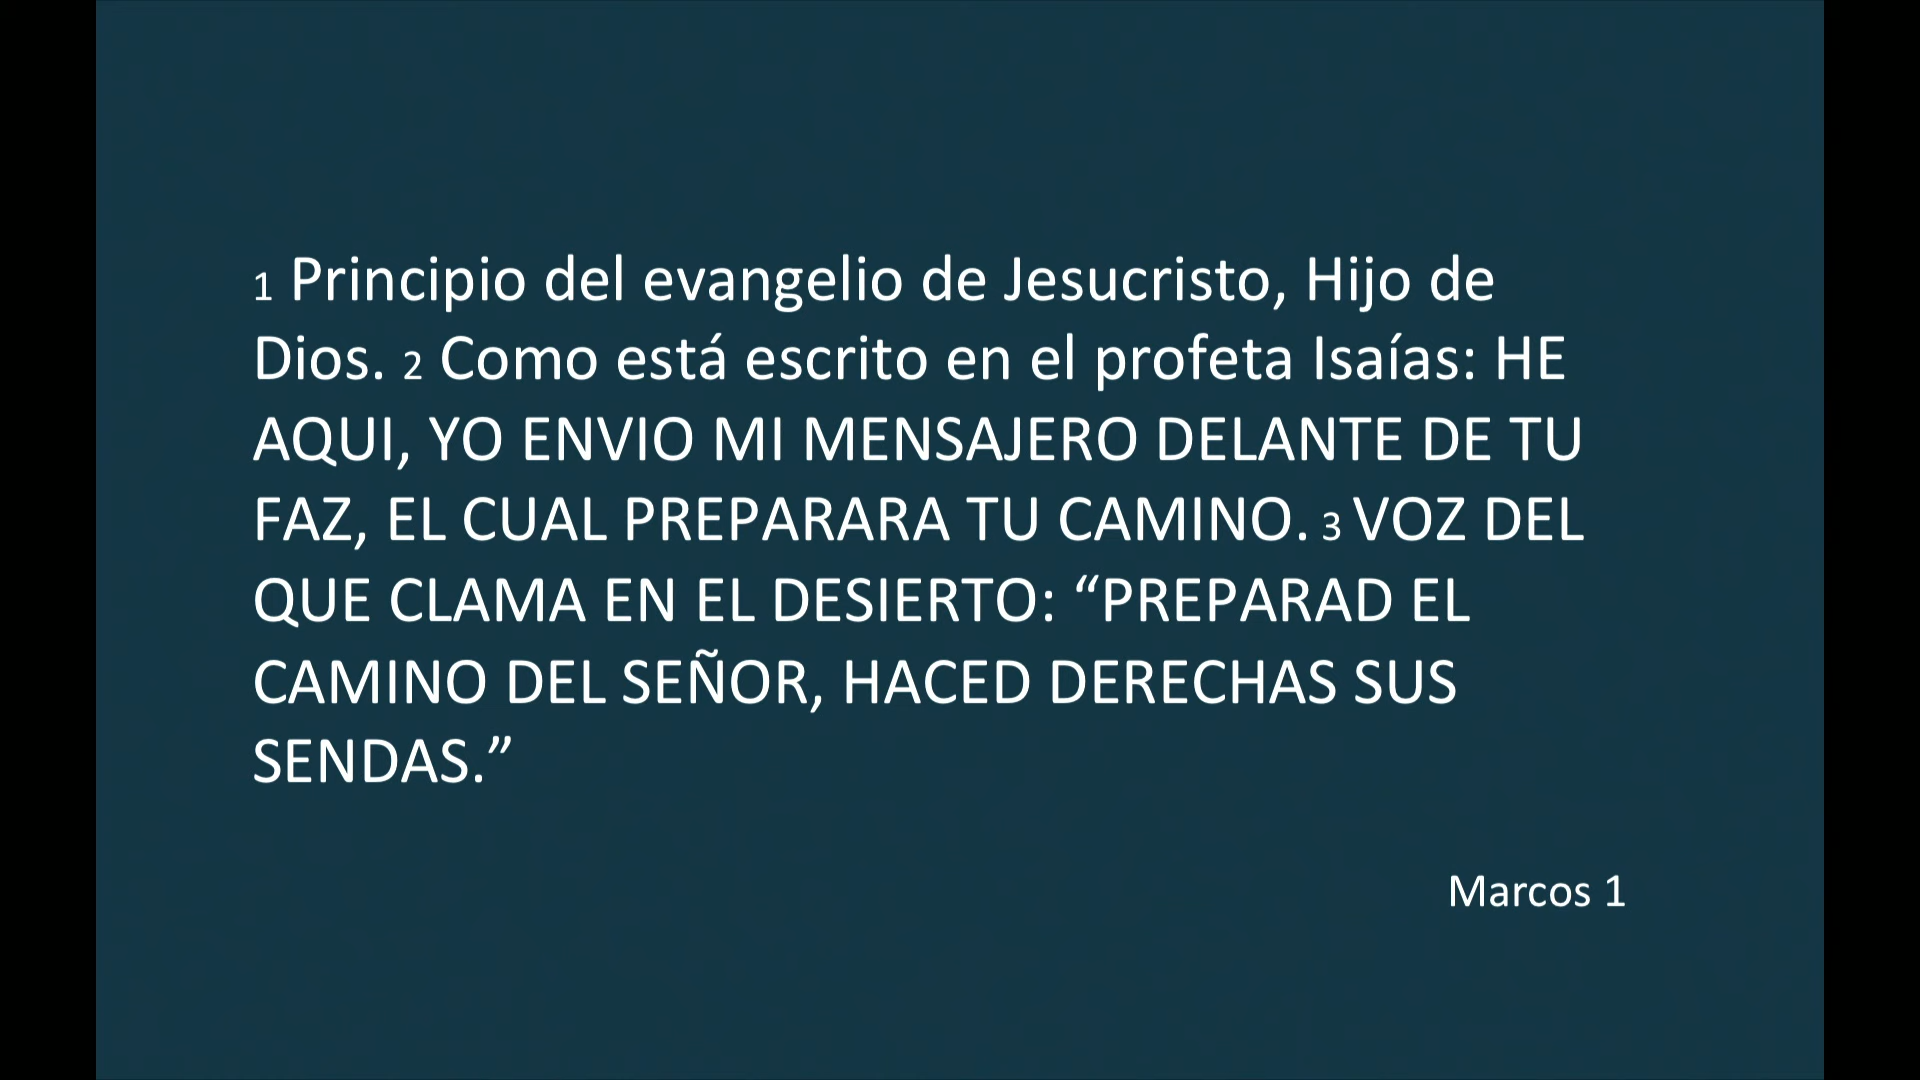 1 Principio del evangelio de Jesucristo, Hijo de
Dios. 2 Como está escrito en el profeta Isaías: HE
AQUI, YO ENVIO MI MENSAJERO DELANTE DE TU
FAZ, EL CUAL PREPARARA TU CAMINO. 3 VOZ DEL
QUE CLAMA EN EL DESIERTO: “PREPARAD EL
CAMINO DEL SEÑOR, HACED DERECHAS SUS
SENDAS.”
Marcos 1